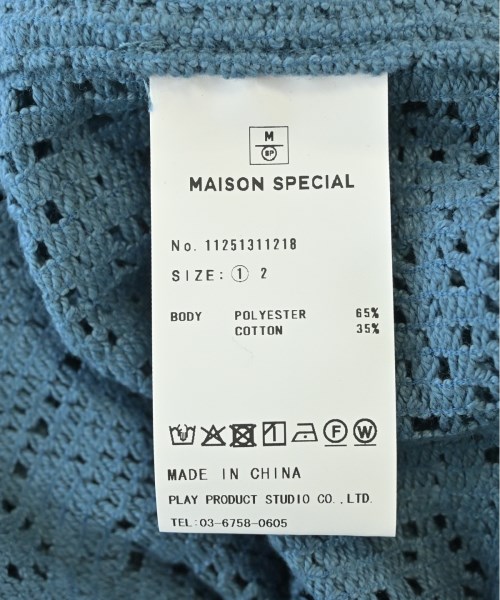 M
SP
MAISON SPECIAL
No. 11251311218
SIZE: ① 2
BODY POLYESTER 65%
COTTON 35%
F W
MADE IN CHINA
PLAY PRODUCT STUDIO CO.,LTD.
TEL:03-6758-0605